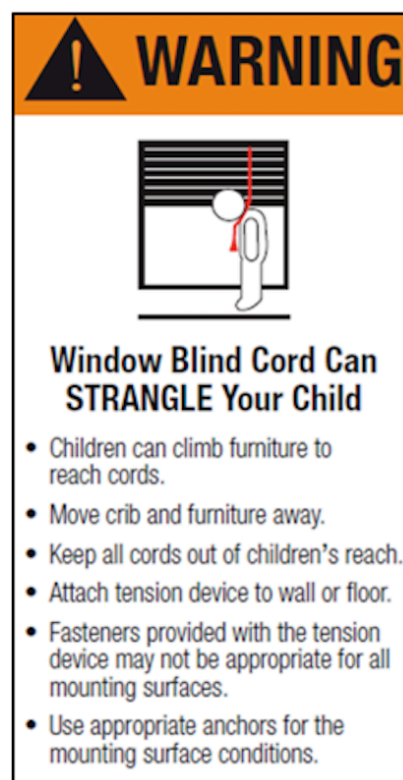 WARNING
Window Blind Cord Can
STRANGLE Your Child
• Children can climb furniture to
reach cords.
• Move crib and furniture away.
• Keep all cords out of children's reach.
• Attach tension device to wall or floor.
• Fasteners provided with the tension
device may not be appropriate for all
mounting surfaces.
• Use appropriate anchors for the
mounting surface conditions.